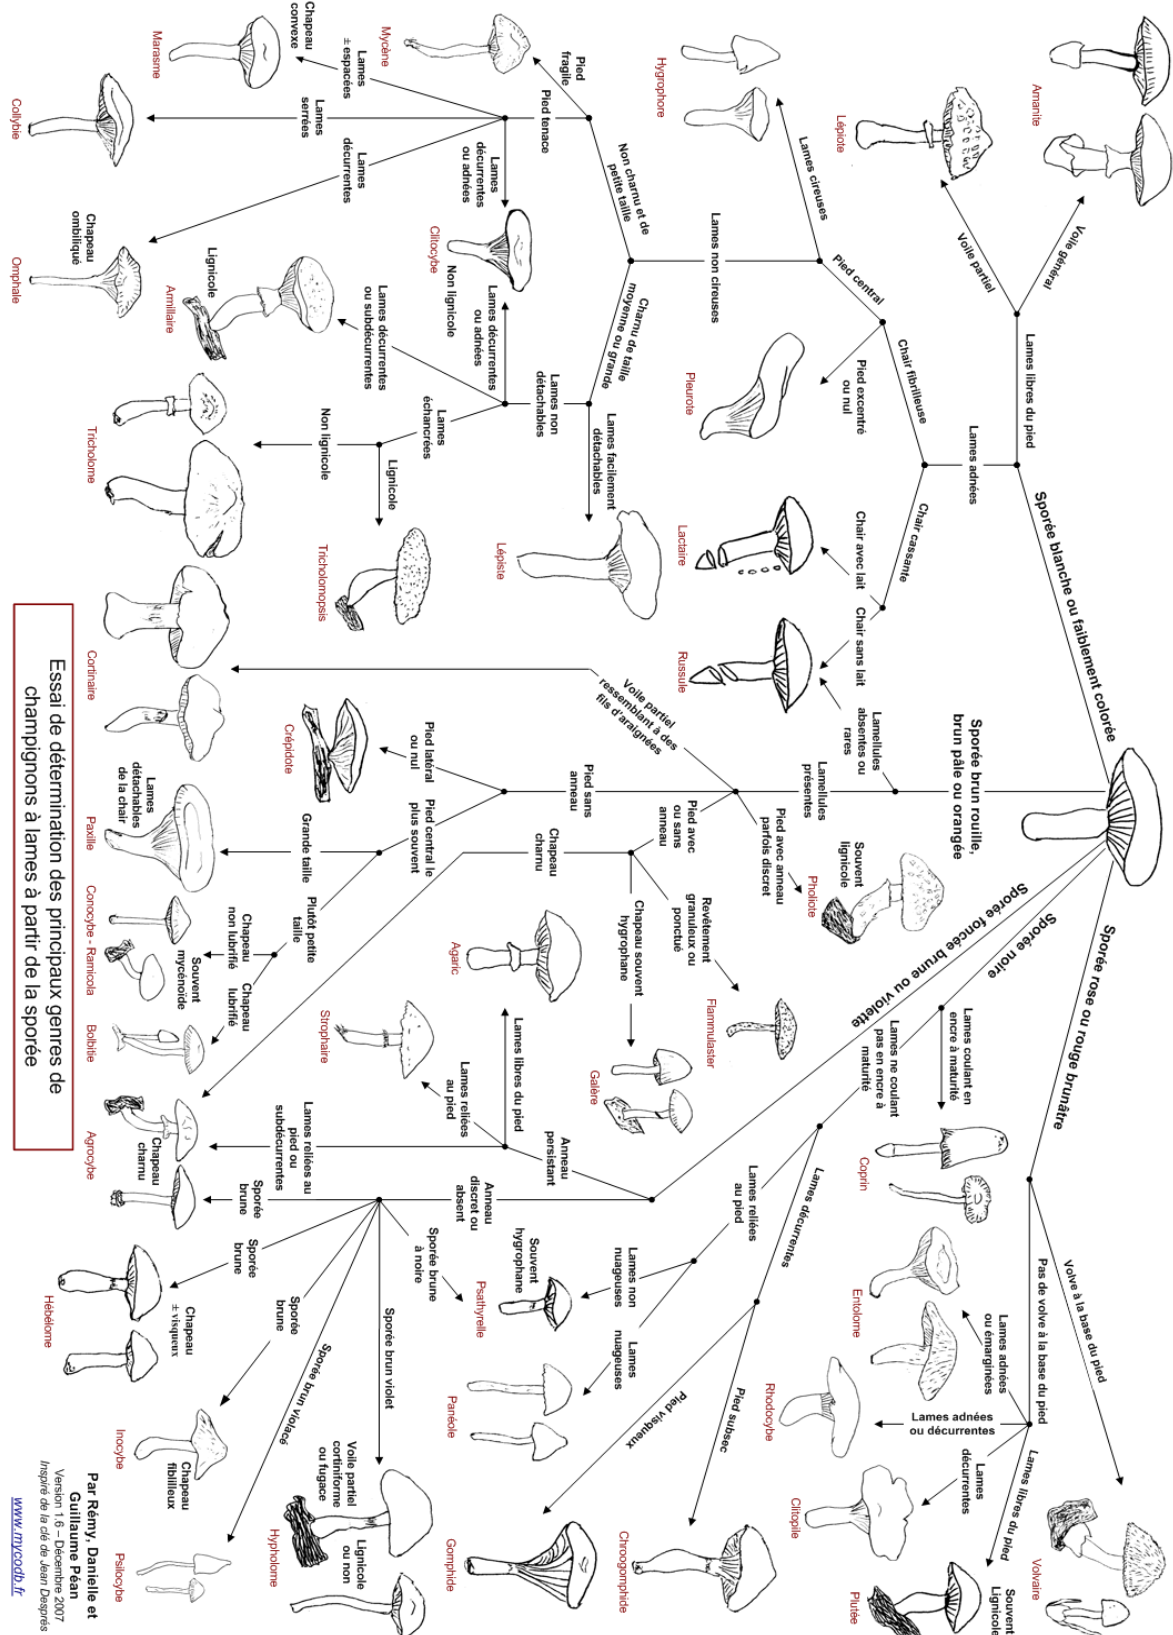 Essai de détermination des principaux genres de
champignons à lames à partir de la sporée
Sporée blanche ou faiblement colorée
Lames libres du pied
Voile général
Amanite
Voile partiel
Lépiote
Lames adnées
Chair fibrilleuse
Pied central
Lames cireuses
Hygrophore
Pied excentré
ou nul
Pleurote
Chair cassante
Chair avec lait
Lactaire
Chair sans lait
Russule
Lames non cireuses
Non charnu et de
petite taille
Pied
fragile
Mycène
Pied tenace
Lames
± espacées
Chapeau
convexe
Marasme
Lames
serrées
Collybie
Lames
décurrentes
Chapeau
ombiliqué
Omphale
Lames
décurrentes
ou adnées
Clitocybe
Non lignicole
Charnu de taille
moyenne ou grande
Lames facilement
détachables
Lépiste
Lames non
détachables
Lames décurrentes
ou adnées
Lames décurrentes
ou subdécurrentes
Lignicole
Armillaire
Lames
échancrées
Non lignicole
Tricholome
Lignicole
Tricholomopsis
Sporée brun rouille,
brun pâle ou orangée
Lamellules
absentes ou
rares
Lamellules
présentes
Voile partiel
ressemblant à des
fils d'araignées
Cortinaire
Pied avec anneau
parfois discret
Souvent
lignicole
Pholiote
Pied avec
ou sans
anneau
Revêtement
granuleux ou
ponctué
Flammulaster
Chapeau souvent
hygrophane
Galère
Chapeau
charnu
Pied sans
anneau
Pied latéral
ou nul
Crépidote
Pied central le
plus souvent
Grande taille
Lames
détachables
de la chair
Paxille
Plutôt petite
taille
Chapeau
non lubrifié
Souvent
mycénoïde
Conocybe - Ramicola
Chapeau
lubrifié
Bolbitie
Sporée foncée brune ou violette
Anneau
persistant
Lames libres du pied
Agaric
Lames reliées
au pied
Strophaire
Lames reliées au
pied ou
subdécurrentes
Chapeau
charnu
Agrocybe
Anneau
discret ou
absent
Sporée
brune
Sporée
brune
Chapeau
± visqueux
Hébélome
Sporée
brune
Chapeau
fiblilleux
Inocybe
Sporée brun violacé
Psilocybe
Sporée brun violet
Voile partiel
cortiniforme
ou fugace
Lignicole
ou non
Hypholome
Sporée brune
à noire
Psathyrelle
Souvent
hygrophane
Sporée noire
Lames coulant en
encre à maturité
Coprin
Lames ne coulant
pas en encre à
maturité
Lames reliées
au pied
Lames non
nuageuses
Lames
nuageuses
Panéole
Lames décurrentes
Pied visqueux
Gomphide
Pied subsec
Chroogomphide
Sporée rose ou rouge brunâtre
Volve à la base du pied
Volvaire
Pas de volve à la base du pied
Lames adnées
ou émarginées
Entolome
Lames adnées
ou décurrentes
Rhodocybe
Lames
décurrentes
Clitopile
Lames libres du pied
Souvent
Lignicole
Plutée
Par Rémy, Danielle et
Guillaume Péan
Version 1.6 – Décembre 2007
Inspiré de la clé de Jean Després
www.mycodb.fr